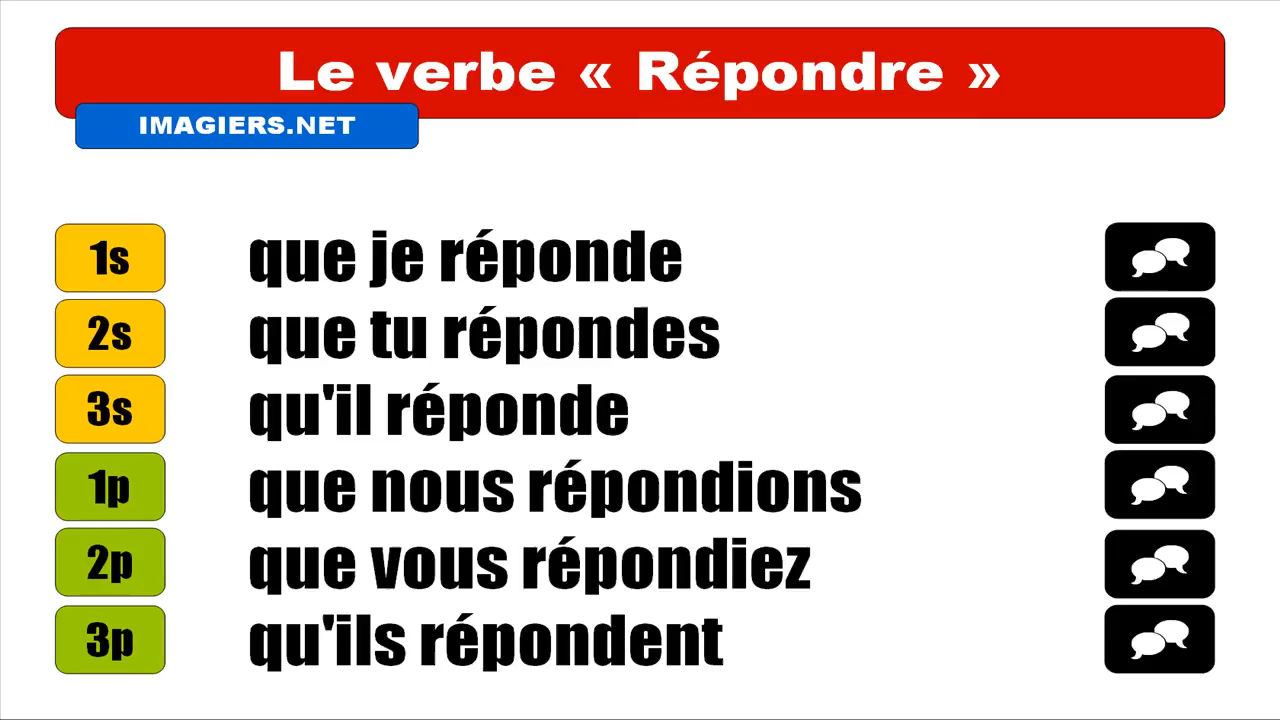 Le verbe « Répondre »
IMAGIERS.NET
1s que je réponde
2s que tu répondes
3s qu'il réponde
1p que nous répondions
2p que vous répondiez
3p qu'ils répondent